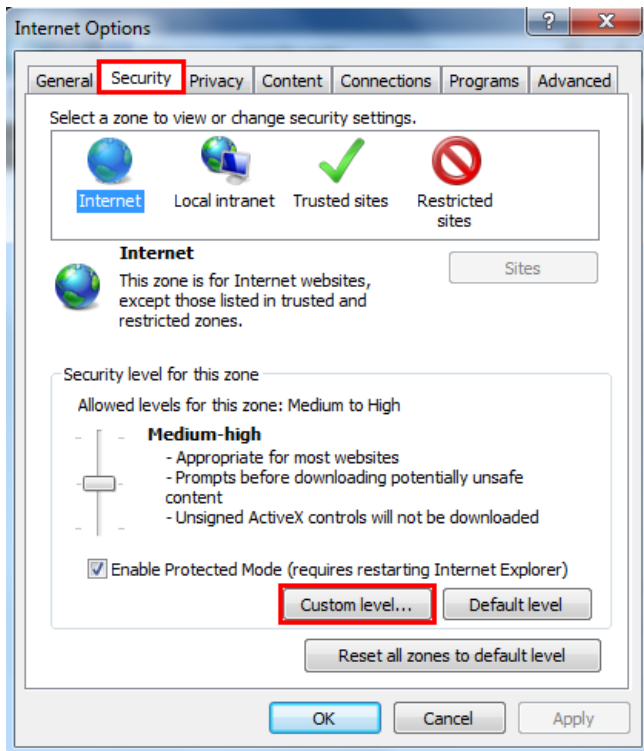 Internet Options
?
X
General Security Privacy Content Connections Programs Advanced
Select a zone to view or change security settings.
Internet Local intranet Trusted sites Restricted
sites
Internet
Sites
This zone is for Internet websites,
except those listed in trusted and
restricted zones.
Security level for this zone
Allowed levels for this zone: Medium to High
Medium-high
- Appropriate for most websites
- Prompts before downloading potentially unsafe
content
- Unsigned ActiveX controls will not be downloaded
Enable Protected Mode (requires restarting Internet Explorer)
Custom level... Default level
Reset all zones to default level
OK Cancel Apply